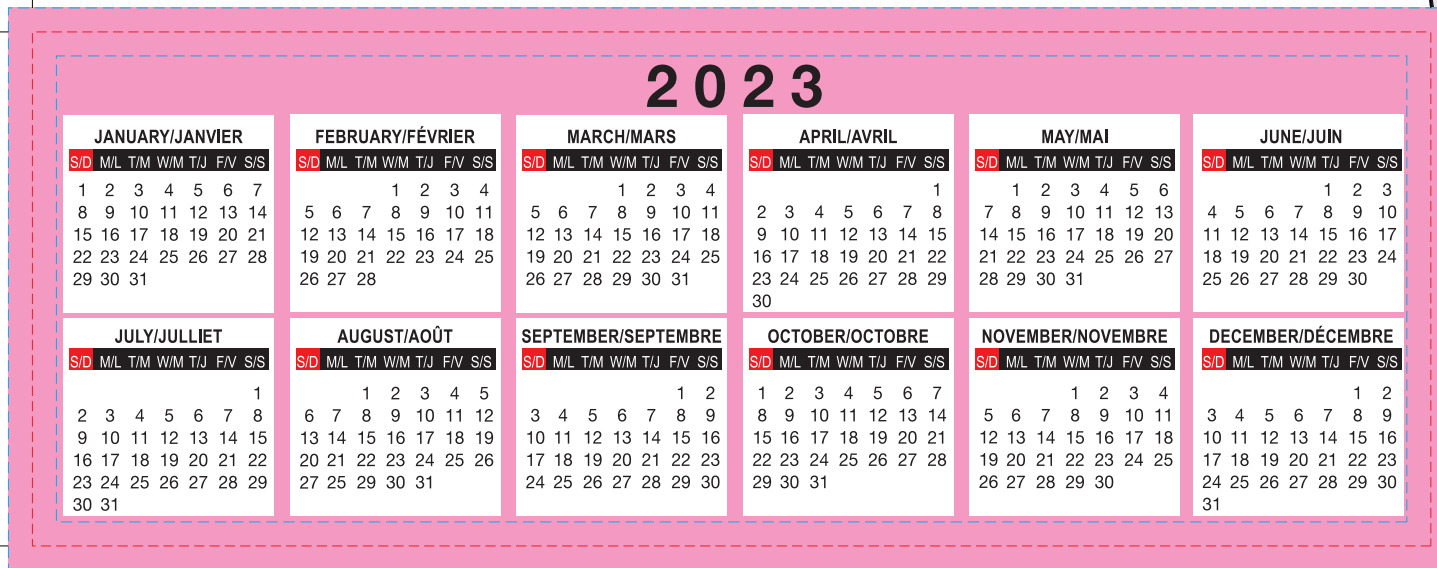 2023
JANUARY/JANVIER
S/D M/L T/M W/M T/J F/V S/S
1 2 3 4 5 6 7
8 9 10 11 12 13 14
15 16 17 18 19 20 21
22 23 24 25 26 27 28
29 30 31
FEBRUARY/FÉVRIER
S/D M/L T/M W/M T/J F/V S/S
1 2 3 4
5 6 7 8 9 10 11
12 13 14 15 16 17 18
19 20 21 22 23 24 25
26 27 28
MARCH/MARS
S/D M/L T/M W/M T/J F/V S/S
1 2 3 4
5 6 7 8 9 10 11
12 13 14 15 16 17 18
19 20 21 22 23 24 25
26 27 28 29 30 31
APRIL/AVRIL
S/D M/L T/M W/M T/J F/V S/S
1
2 3 4 5 6 7 8
9 10 11 12 13 14 15
16 17 18 19 20 21 22
23 24 25 26 27 28 29
30
MAY/MAI
S/D M/L T/M W/M T/J F/V S/S
1 2 3 4 5 6
7 8 9 10 11 12 13
14 15 16 17 18 19 20
21 22 23 24 25 26 27
28 29 30 31
JUNE/JUIN
S/D M/L T/M W/M T/J F/V S/S
1 2 3
4 5 6 7 8 9 10
11 12 13 14 15 16 17
18 19 20 21 22 23 24
25 26 27 28 29 30
JULY/JULLIET
S/D M/L T/M W/M T/J F/V S/S
1
2 3 4 5 6 7 8
9 10 11 12 13 14 15
16 17 18 19 20 21 22
23 24 25 26 27 28 29
30 31
AUGUST/AOÛT
S/D M/L T/M W/M T/J F/V S/S
1 2 3 4 5
6 7 8 9 10 11 12
13 14 15 16 17 18 19
20 21 22 23 24 25 26
27 25 29 30 31
SEPTEMBER/SEPTEMBRE
S/D M/L T/M W/M T/J F/V S/S
1 2
3 4 5 6 7 8 9
10 11 12 13 14 15 16
17 18 19 20 21 22 23
24 25 26 27 28 29 30
OCTOBER/OCTOBRE
S/D M/L T/M W/M T/J F/V S/S
1 2 3 4 5 6 7
8 9 10 11 12 13 14
15 16 17 18 19 20 21
22 23 24 25 26 27 28
29 30 31
NOVEMBER/NOVEMBRE
S/D M/L T/M W/M T/J F/V S/S
1 2 3 4
5 6 7 8 9 10 11
12 13 14 15 16 17 18
19 20 21 22 23 24 25
26 27 28 29 30
DECEMBER/DÉCEMBRE
S/D M/L T/M W/M T/J F/V S/S
1 2
3 4 5 6 7 8 9
10 11 12 13 14 15 16
17 18 19 20 21 22 23
24 25 26 27 28 29 30
31